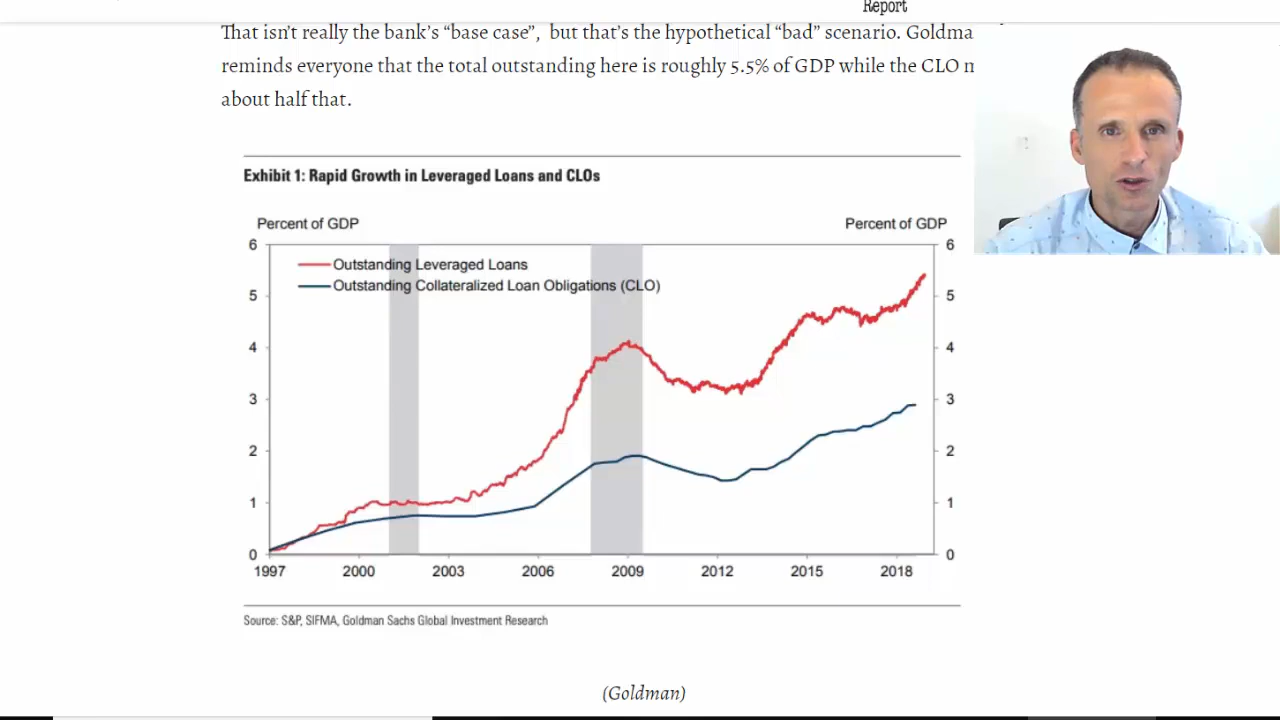 Report
That isn't really the bank's “base case”,  but that's the hypothetical “bad” scenario. Goldma
reminds everyone that the total outstanding here is roughly 5.5% of GDP while the CLO
about half that.
Exhibit 1: Rapid Growth in Leveraged Loans and CLOs
Percent of GDP Percent of GDP
6 6
Outstanding Leveraged Loans
Outstanding Collateralized Loan Obligations (CLO)
5 5
4 4
3 3
2 2
1 1
0 0
1997 2000 2003 2006 2009 2012 2015 2018
Source: S&P, SIFMA, Goldman Sachs Global Investment Research
(Goldman)